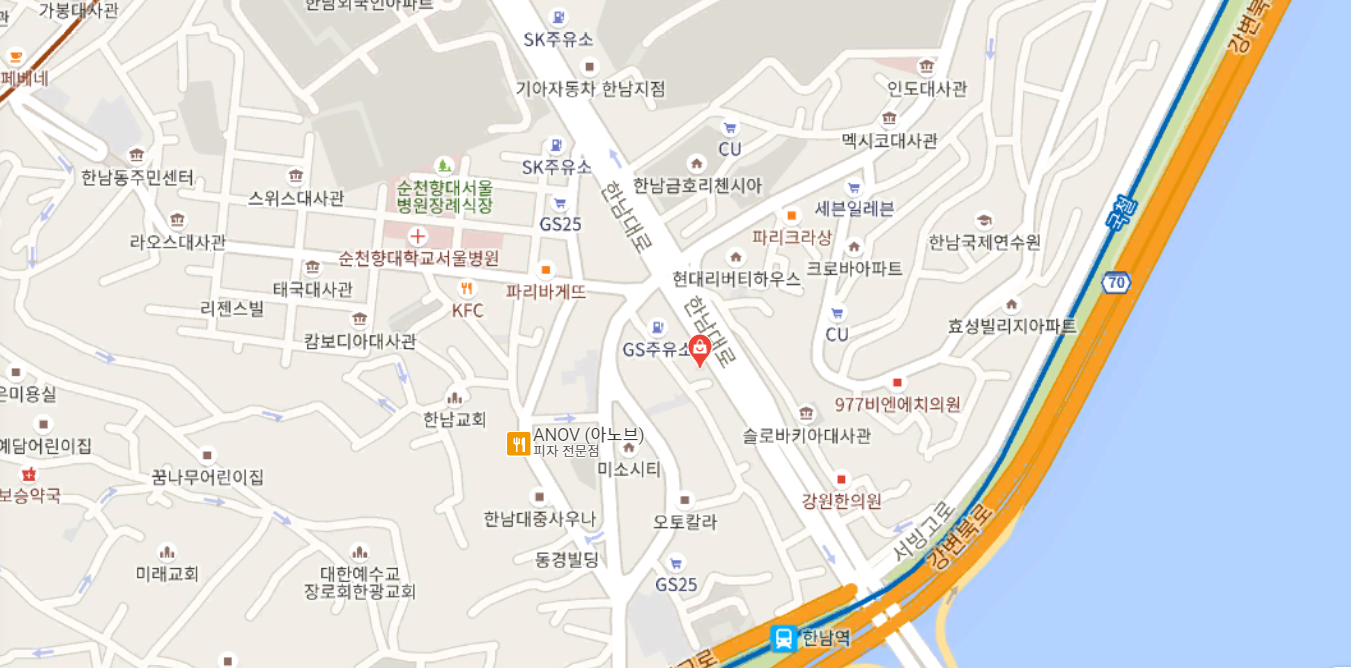 가봉대사관
한남외국인아파트
SK주유소
강변북
페베네
기아자동차 한남지점
인도대사관
멕시코대사관
CU
SK주유소
한남동주민센터
스위스대사관
순천향대서울
병원장례식장
한남금호리첸시아
세븐일레븐
국철
GS25
한남대로
라오스대사관
파리크라상
한남국제연수원
순천향대학교서울병원
크로바아파트
현대리버티하우스
70
태국대사관
파리바게뜨
리젠스빌
KFC
한남대로
효성빌리지아파트
CU
캄보디아대사관
GS주유소
은미용실
977비엔에치의원
한남교회
ANOV (아노브)
피자 전문점
슬로바키아대사관
예담어린이집
미소시티
꿈나무어린이집
보승약국
강원한의원
한남대중사우나
오토칼라
서빙고로
강변북로
동경빌딩
미래교회
대한예수교
장로회한광교회
GS25
한남역
고로